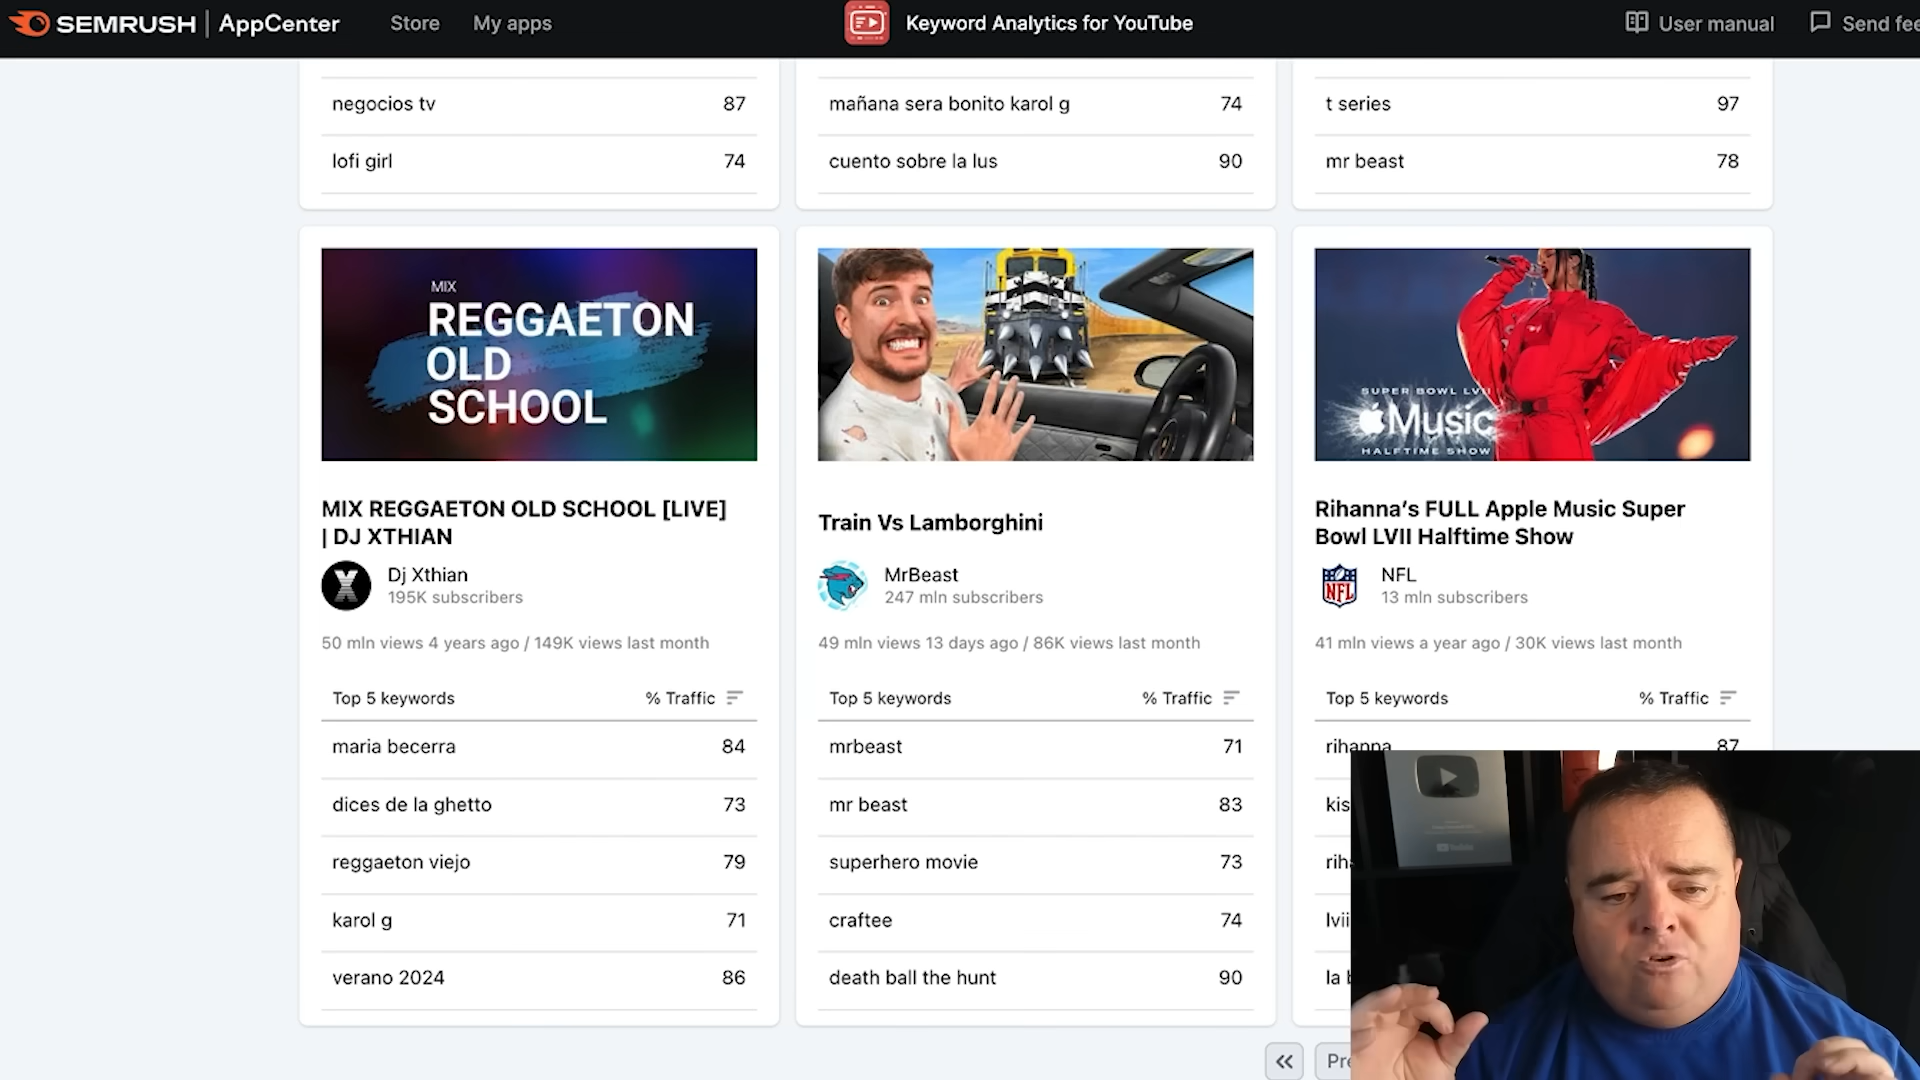 SEMRUSH AppCenter
Store
My apps
Keyword Analytics for YouTube
User manual
Send fee
negocios tv 87
lofi girl 74
mañana sera bonito karol g 74
cuento sobre la lus 90
t series 97
mr beast 78
MIX
REGGAETON
OLD
SCHOOL
MIX REGGAETON OLD SCHOOL [LIVE]
| DJ XTHIAN
X
Dj Xthian
195K subscribers
50 mln views 4 years ago / 149K views last month
Top 5 keywords % Traffic
maria becerra 84
dices de la ghetto 73
reggaeton viejo 79
karol g 71
verano 2024 86
Train Vs Lamborghini
MrBeast
247 mln subscribers
49 mln views 13 days ago / 86K views last month
Top 5 keywords % Traffic
mrbeast 71
mr beast 83
superhero movie 73
craftee 74
death ball the hunt 90
SUPER BOWL LVII
Music
HALFTIME SHOW
Rihanna’s FULL Apple Music Super
Bowl LVII Halftime Show
NFL
NFL
13 mln subscribers
41 mln views a year ago / 30K views last month
Top 5 keywords % Traffic
rihanna 87
kis
rih
lvii
la b
Pre